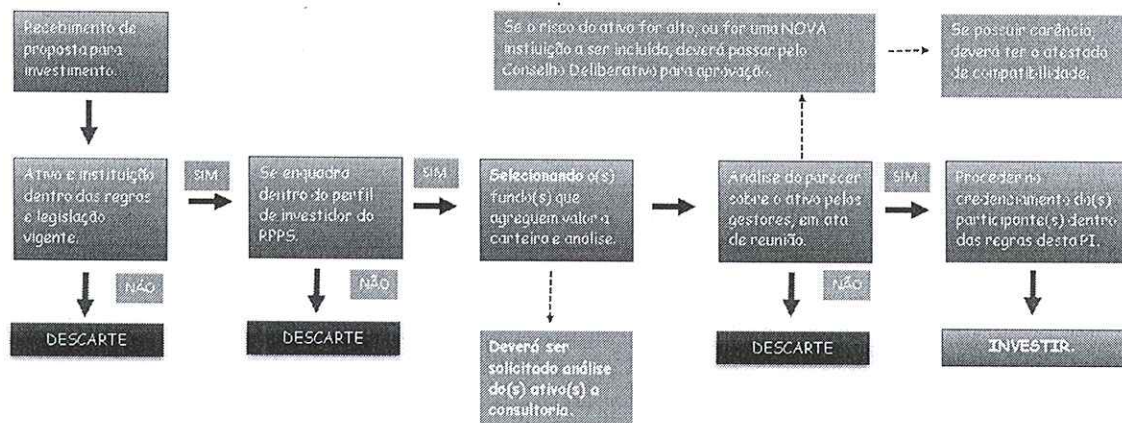 Recebimento de
proposta para
investimento.
Se o risco do ativo for alto, ou for uma NOVA
instiuição a ser incluída, deverá passar pelo
Conselho Deliberativo para aprovação.
Se possuir carência,
deverá ter o atestado
de compatibilidade.
Ativo e instituição
dentro das regras
e legislação
vigente.
SIM
Se enquadra
dentro do perfil
de investidor do
RPPS.
SIM
Selecionando o(s)
fundo(s) que
agreguem valor a
carteira e análise.
Análise do parecer
sobre o ativo pelos
gestores, em ata
de reunião.
SIM
Proceder no
credenciamento do(s)
participante(s) dentro
das regras desta PI.
NÃO
NÃO
NÃO
DESCARTE
DESCARTE
Deverá ser
solicitado análise
do(s) ativo(s) a
consultoria.
DESCARTE
INVESTIR.